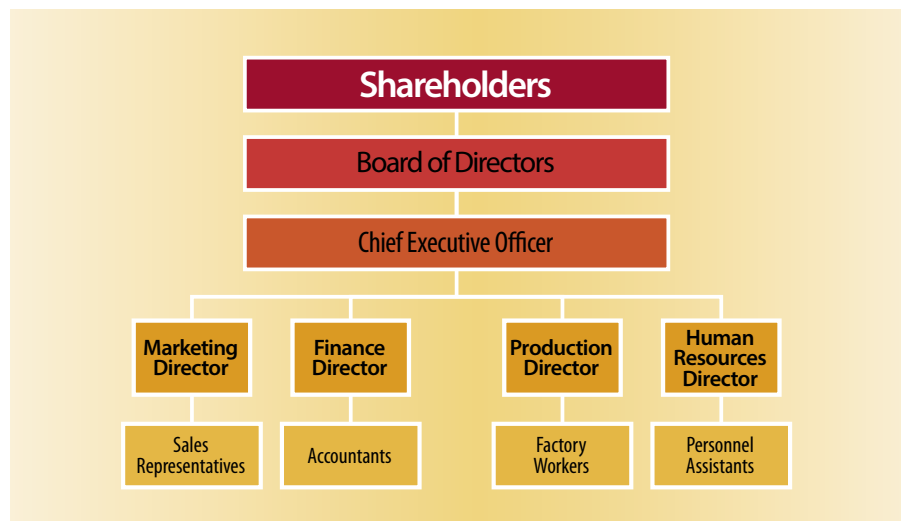 Shareholders
Board of Directors
Chief Executive Officer
Marketing
Director
Finance
Director
Production
Director
Human
Resources
Director
Sales
Representatives
Accountants
Factory
Workers
Personnel
Assistants